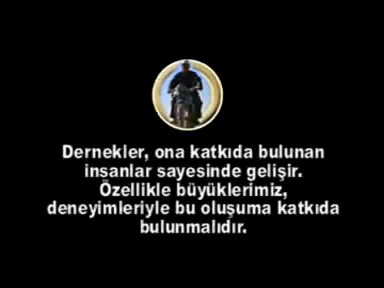 Dernekler, ona katkıda bulunan
insanlar sayesinde gelişir.
Özellikle büyüklerimiz,
deneyimleriyle bu oluşuma katkıda
bulunmalıdır.